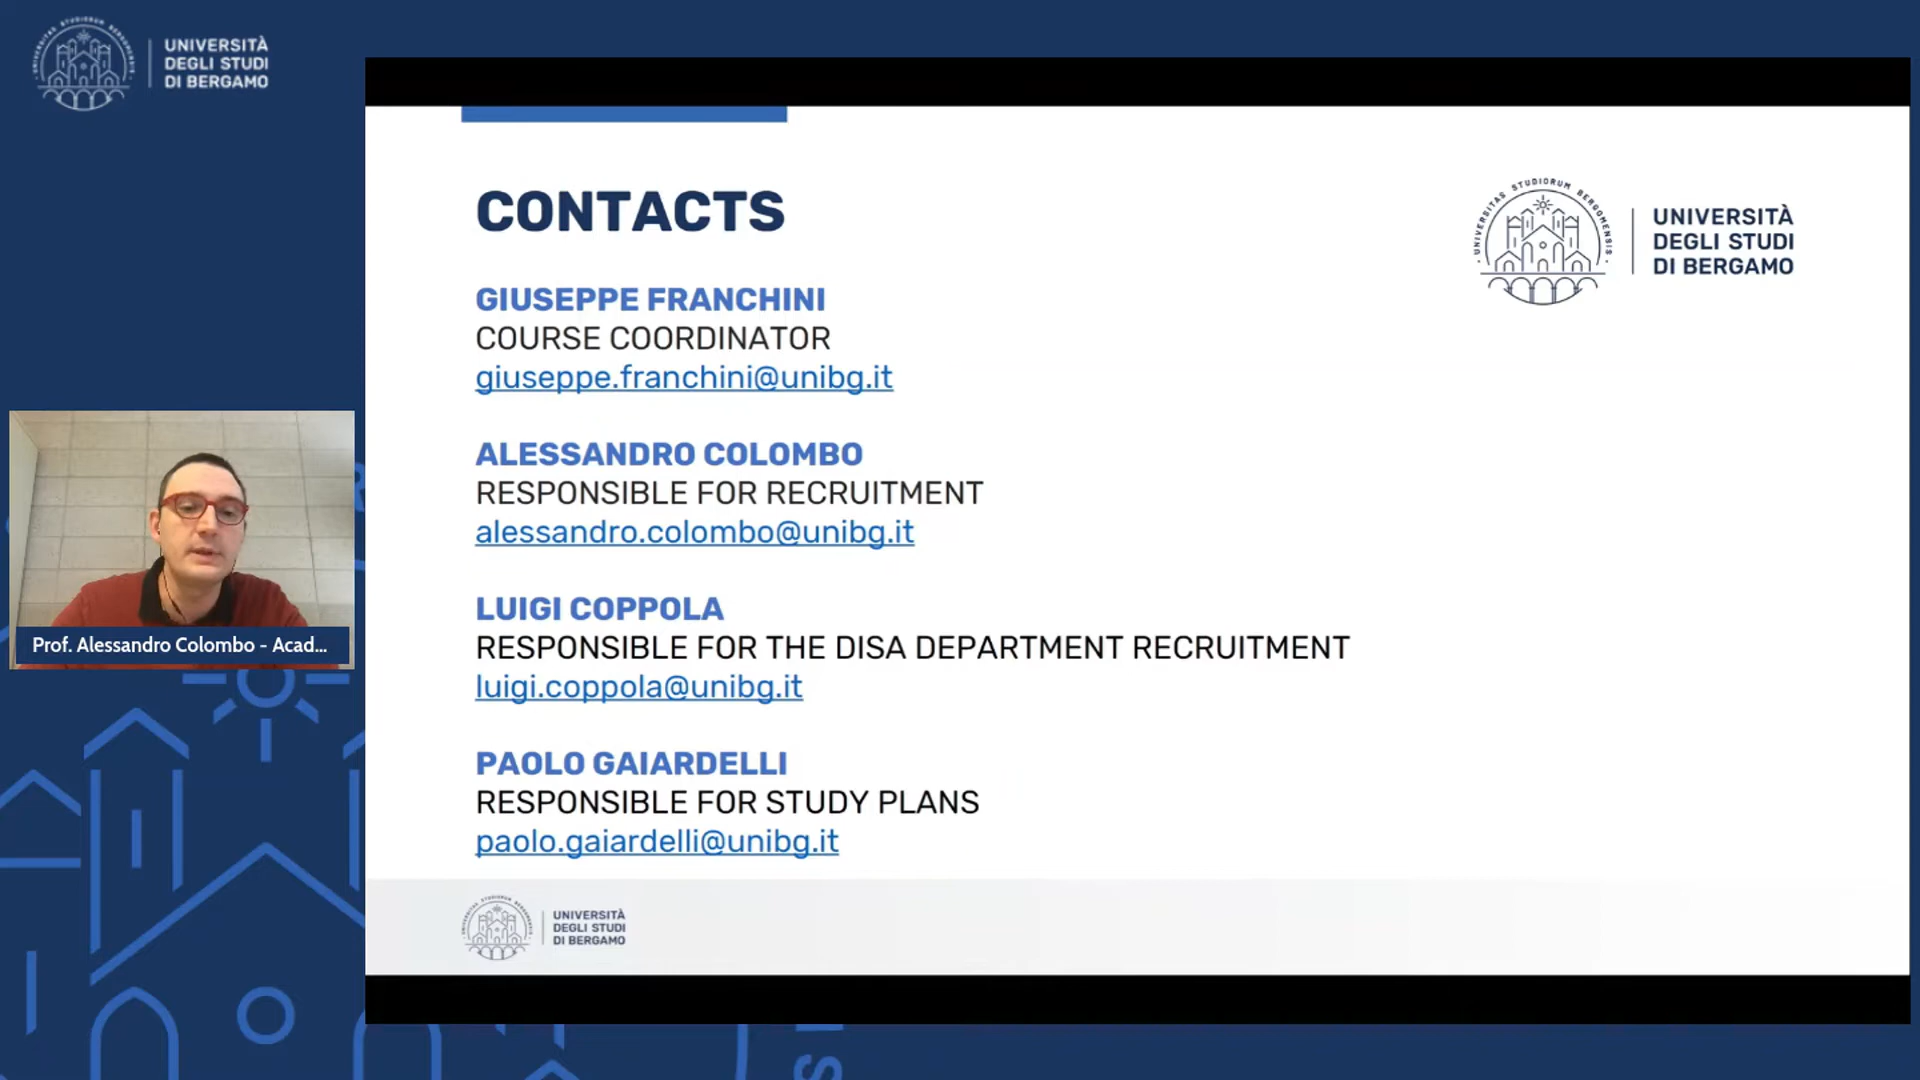 UNIVERSITÀ
DEGLI STUDI
DI BERGAMO
CONTACTS
UNIVERSITAS STUDIORUM BERGOMENSIS
UNIVERSITÀ
DEGLI STUDI
DI BERGAMO
GIUSEPPE FRANCHINI
COURSE COORDINATOR
giuseppe.franchini@unibg.it
ALESSANDRO COLOMBO
RESPONSIBLE FOR RECRUITMENT
alessandro.colombo@unibg.it
LUIGI COPPOLA
RESPONSIBLE FOR THE DISA DEPARTMENT RECRUITMENT
luigi.coppola@unibg.it
PAOLO GAIARDELLI
RESPONSIBLE FOR STUDY PLANS
paolo.gaiardelli@unibg.it
Prof. Alessandro Colombo - Acad...
UNIVERSITÀ
DEGLI STUDI
DI BERGAMO